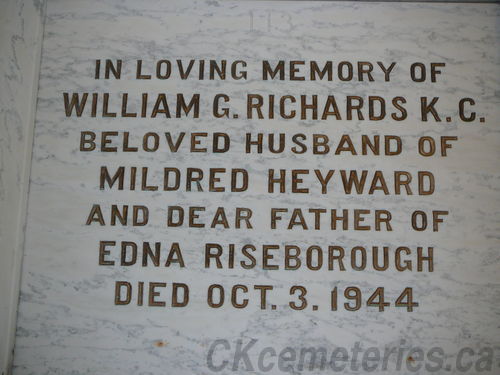 113
IN LOVING MEMORY OF
WILLIAM G. RICHARDS K.C.
BELOVED HUSBAND OF
MILDRED HEYWARD
AND DEAR FATHER OF
EDNA RISEBOROUGH
DIED OCT. 3. 1944
CKcemeteries.ca